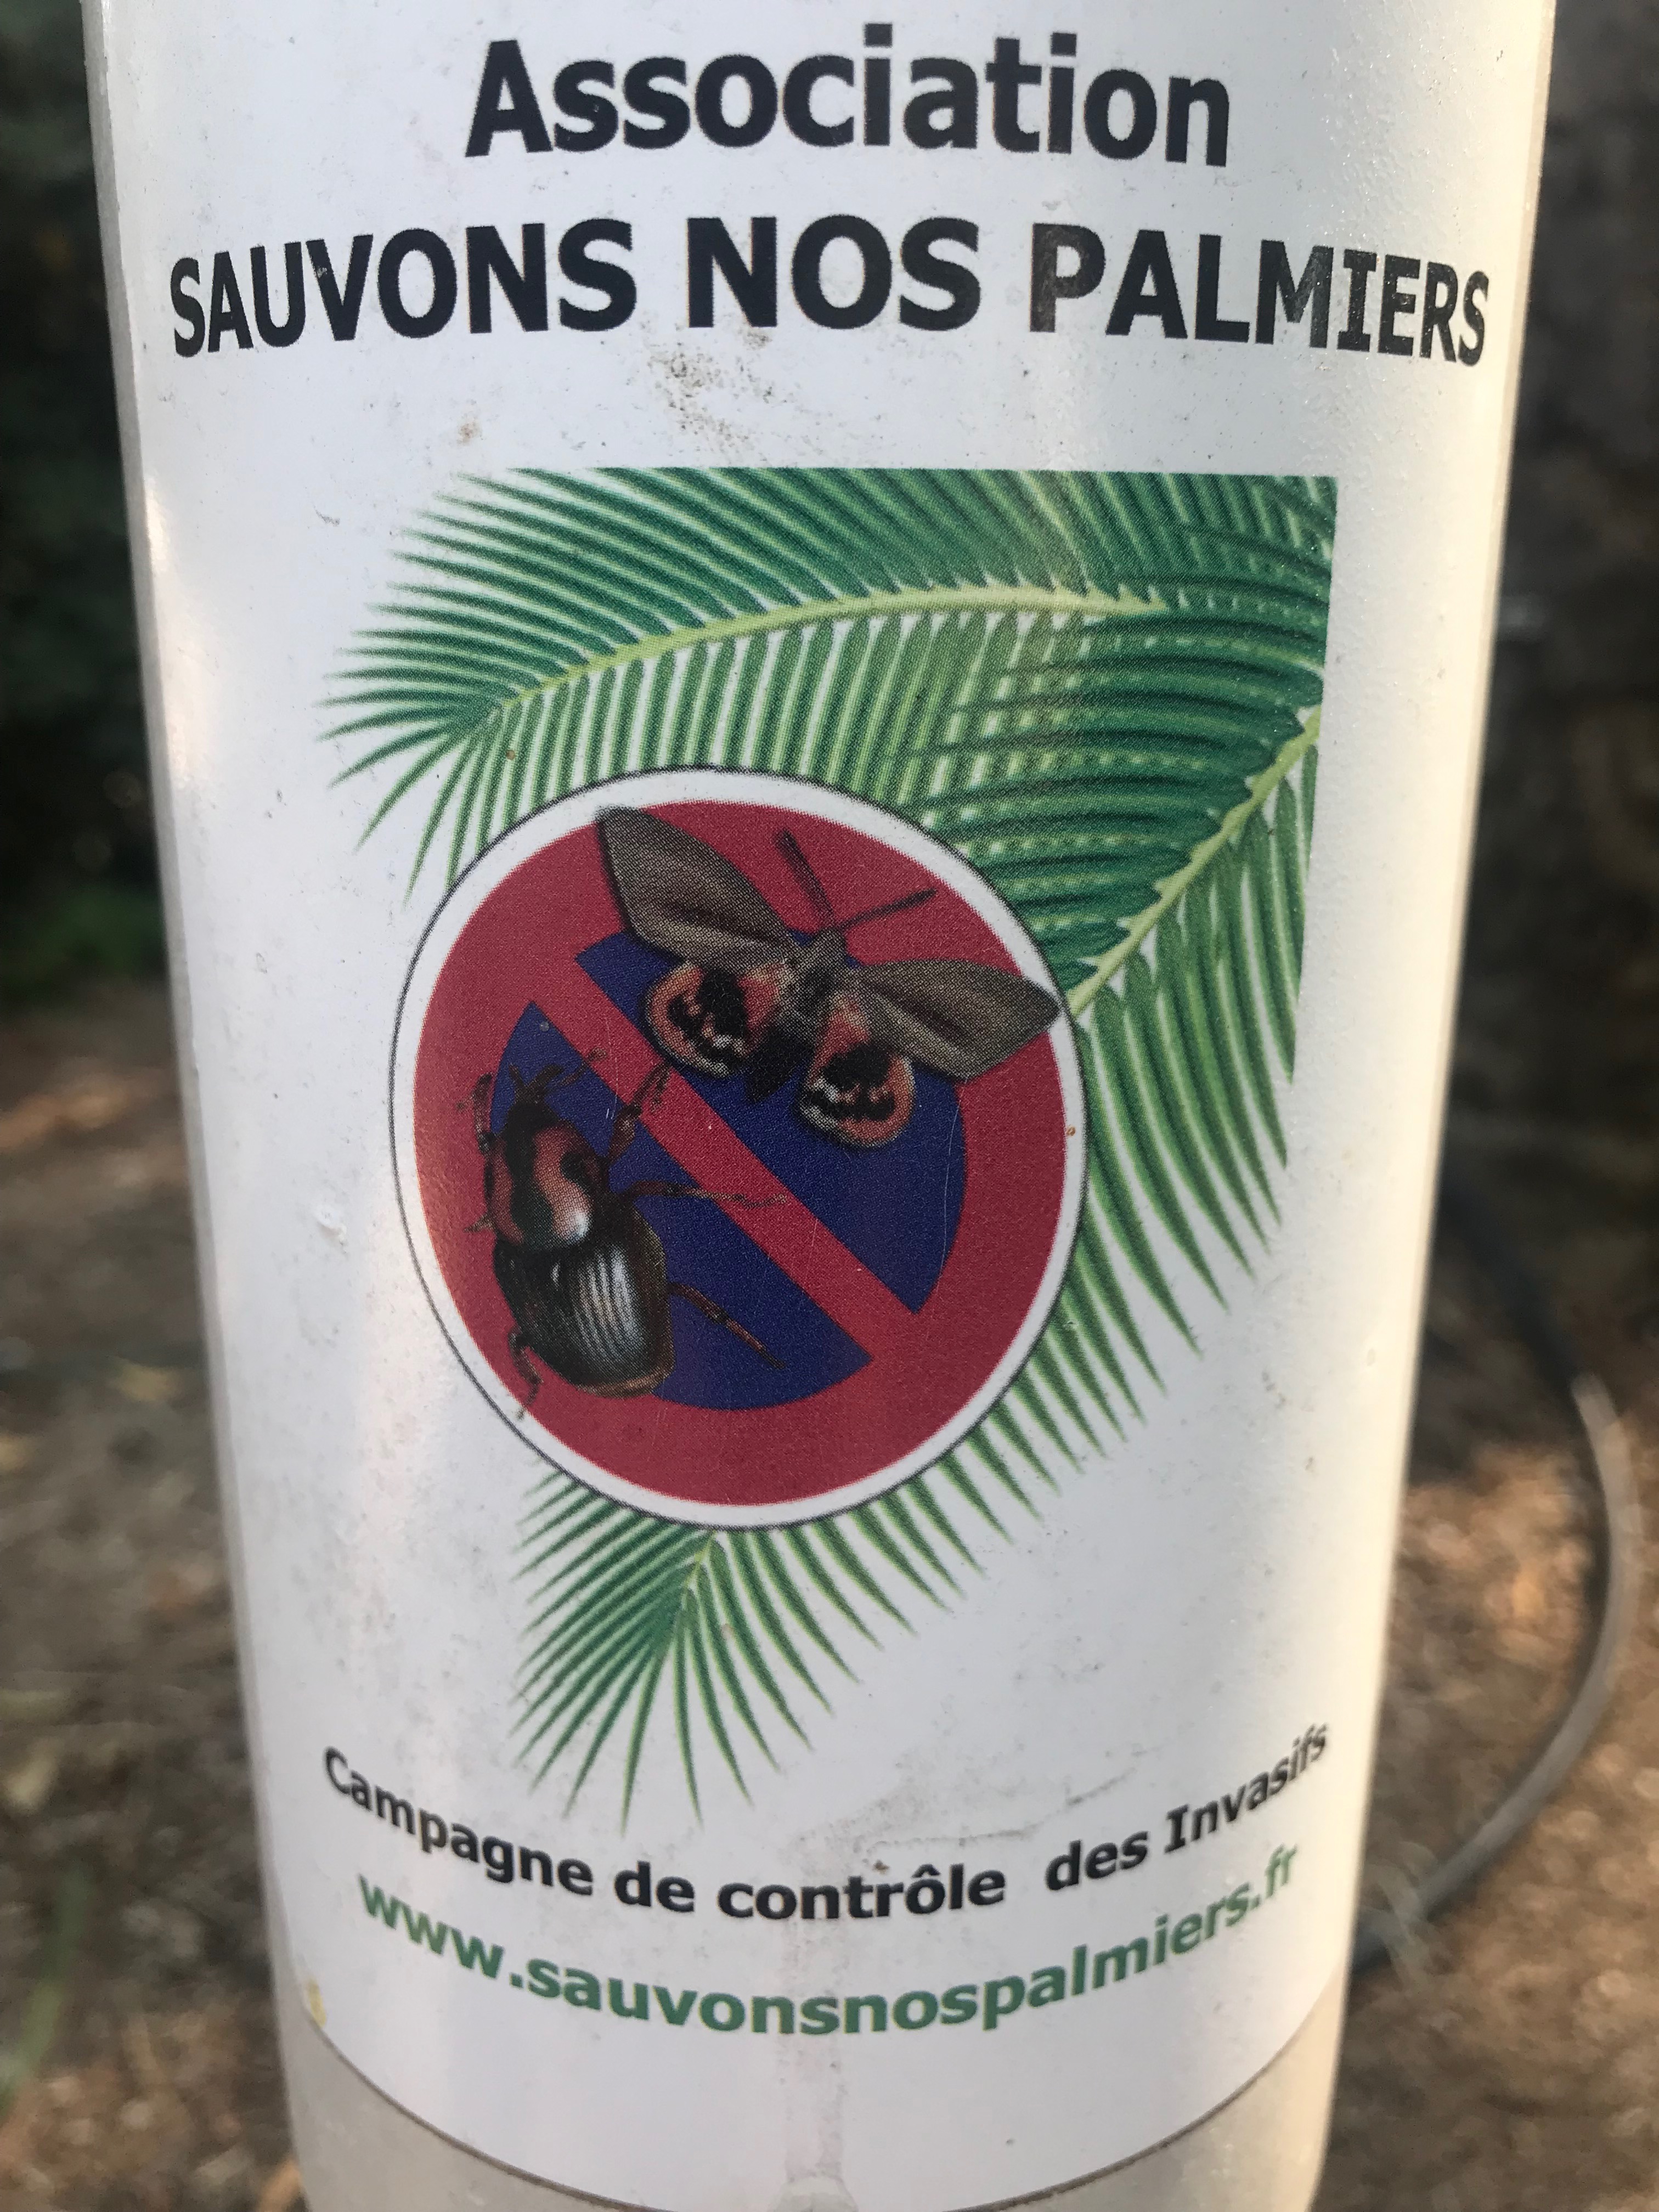 Association
SAUVONS NOS PALMIERS
Campagne de contrôle des Invasifs
www.sauvonsnospalmiers.fr